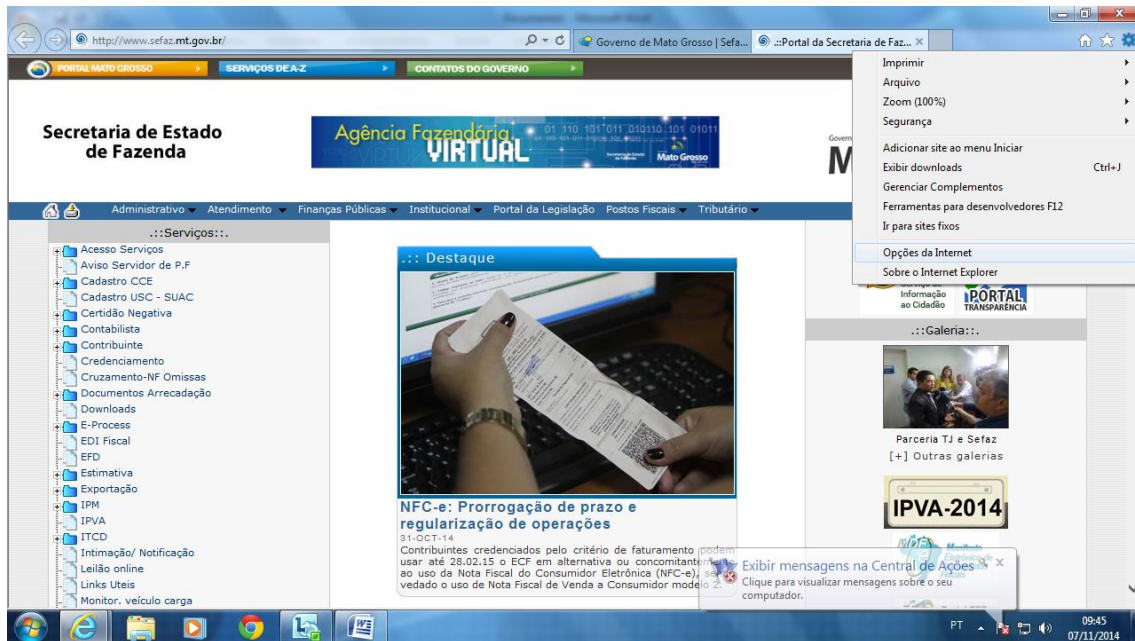 http://www.sefaz.mt.gov.br/
Governo de Mato Grosso | Sefa...
.::Portal da Secretaria de Faz...
PORTAL MATO GROSSO
SERVIÇOS DE A-Z
CONTATOS DO GOVERNO
Imprimir
Arquivo
Zoom (100%)
Segurança
Adicionar site ao menu Iniciar
Exibir downloads Ctrl+J
Gerenciar Complementos
Ferramentas para desenvolvedores F12
Ir para sites fixos
Opções da Internet
Sobre o Internet Explorer
Secretaria de Estado
de Fazenda
Agência Fazendária
VIRTUAL
Mato Grosso
Administrativo Atendimento Finanças Públicas Institucional Portal da Legislação Postos Fiscais Tributário
.::Serviços::.
Acesso Serviços
Aviso Servidor de P.F
Cadastro CCE
Cadastro USC - SUAC
Certidão Negativa
Contabilista
Contribuinte
Credenciamento
Cruzamento-NF Omissas
Documentos Arrecadação
Downloads
E-Process
EDI Fiscal
EFD
Estimativa
Exportação
IPM
IPVA
ITCD
Intimação/ Notificação
Leilão online
Links Uteis
Monitor. veículo carga
.:: Destaque
NFC-e: Prorrogação de prazo e
regularização de operações
31-OCT-14
Contribuintes credenciados pelo critério de faturamento podem
usar até 28.02.15 o ECF em alternativa ou concomitantemente
ao uso da Nota Fiscal do Consumidor Eletrônica (NFC-e),
vedado o uso de Nota Fiscal de Venda a Consumidor modelo 2.
Informação
ao Cidadão
PORTAL
TRANSPARÊNCIA
.::Galeria::.
Parceria TJ e Sefaz
[+] Outras galerias
IPVA-2014
Exibir mensagens na Central de Ações
Clique para visualizar mensagens sobre o seu
computador.
PT
09:45
07/11/2014